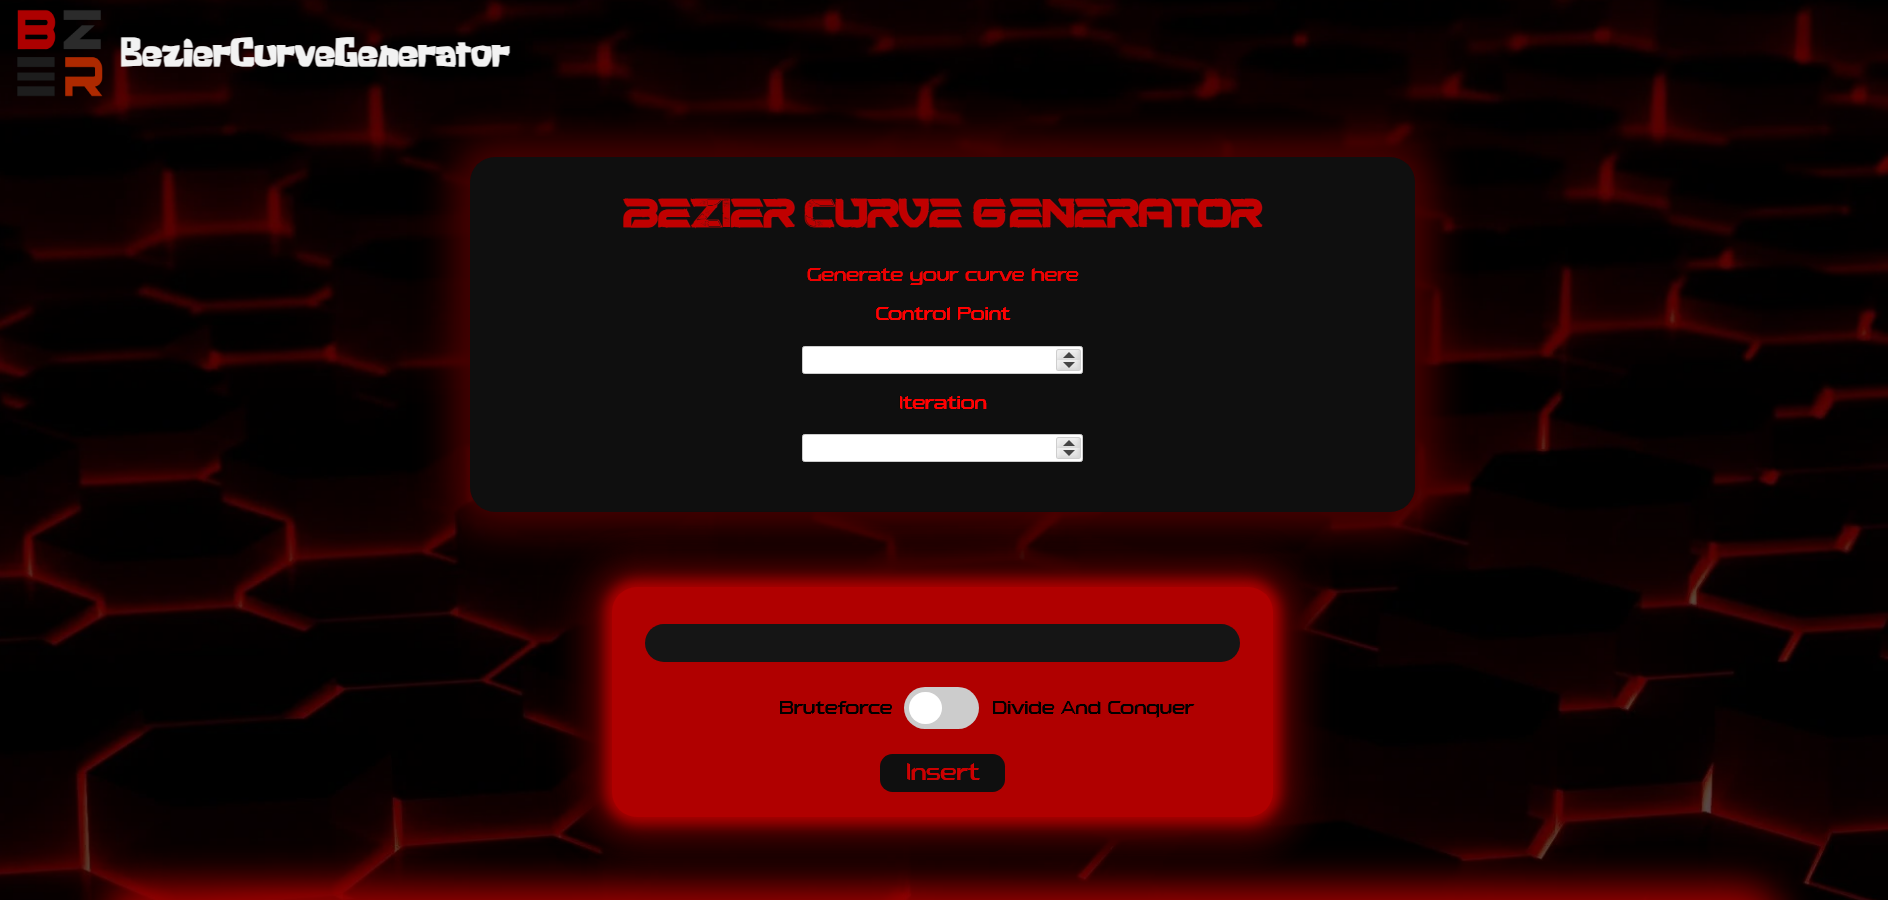 BZ
ER
BezierCurveGenerator
BEZIER CURVE GENERATOR
Generate your curve here
Control Point
Iteration
Bruteforce Divide And Conquer
Insert